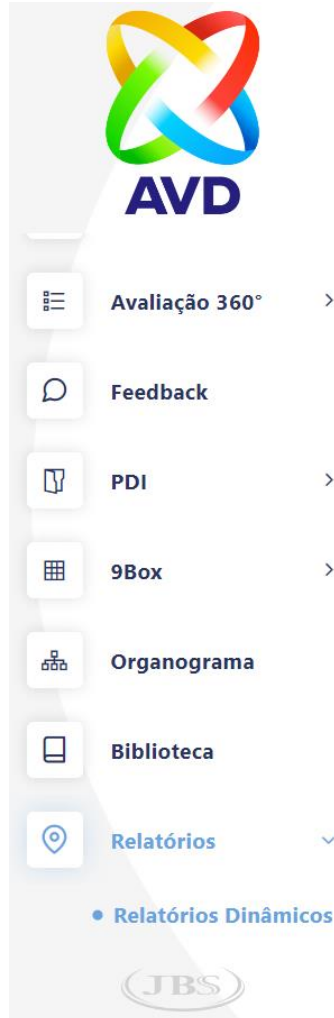 AVD
Avaliação 360°
Feedback
PDI
9Box
Organograma
Biblioteca
Relatórios
Relatórios Dinâmicos
JBS